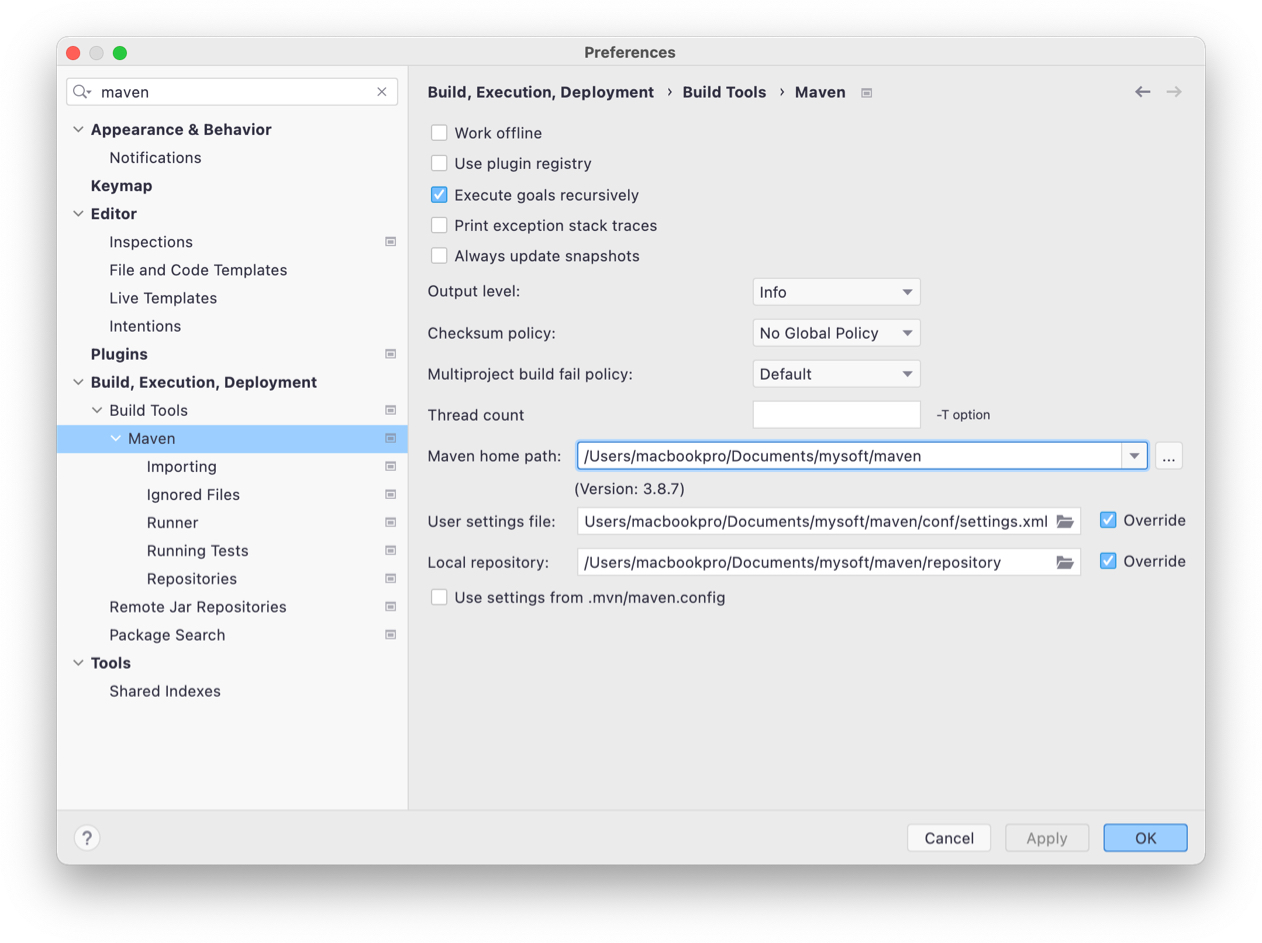 Preferences
maven
Appearance & Behavior
Notifications
Keymap
Editor
Inspections
File and Code Templates
Live Templates
Intentions
Plugins
Build, Execution, Deployment
Build Tools
Maven
Importing
Ignored Files
Runner
Running Tests
Repositories
Remote Jar Repositories
Package Search
Tools
Shared Indexes
Build, Execution, Deployment › Build Tools › Maven
Work offline
Use plugin registry
Execute goals recursively
Print exception stack traces
Always update snapshots
Output level: Info
Checksum policy: No Global Policy
Multiproject build fail policy: Default
Thread count -T option
Maven home path: /Users/macbookpro/Documents/mysoft/maven ...
(Version: 3.8.7)
User settings file: Users/macbookpro/Documents/mysoft/maven/conf/settings.xml Override
Local repository: /Users/macbookpro/Documents/mysoft/maven/repository Override
Use settings from .mvn/maven.config
? Cancel Apply OK